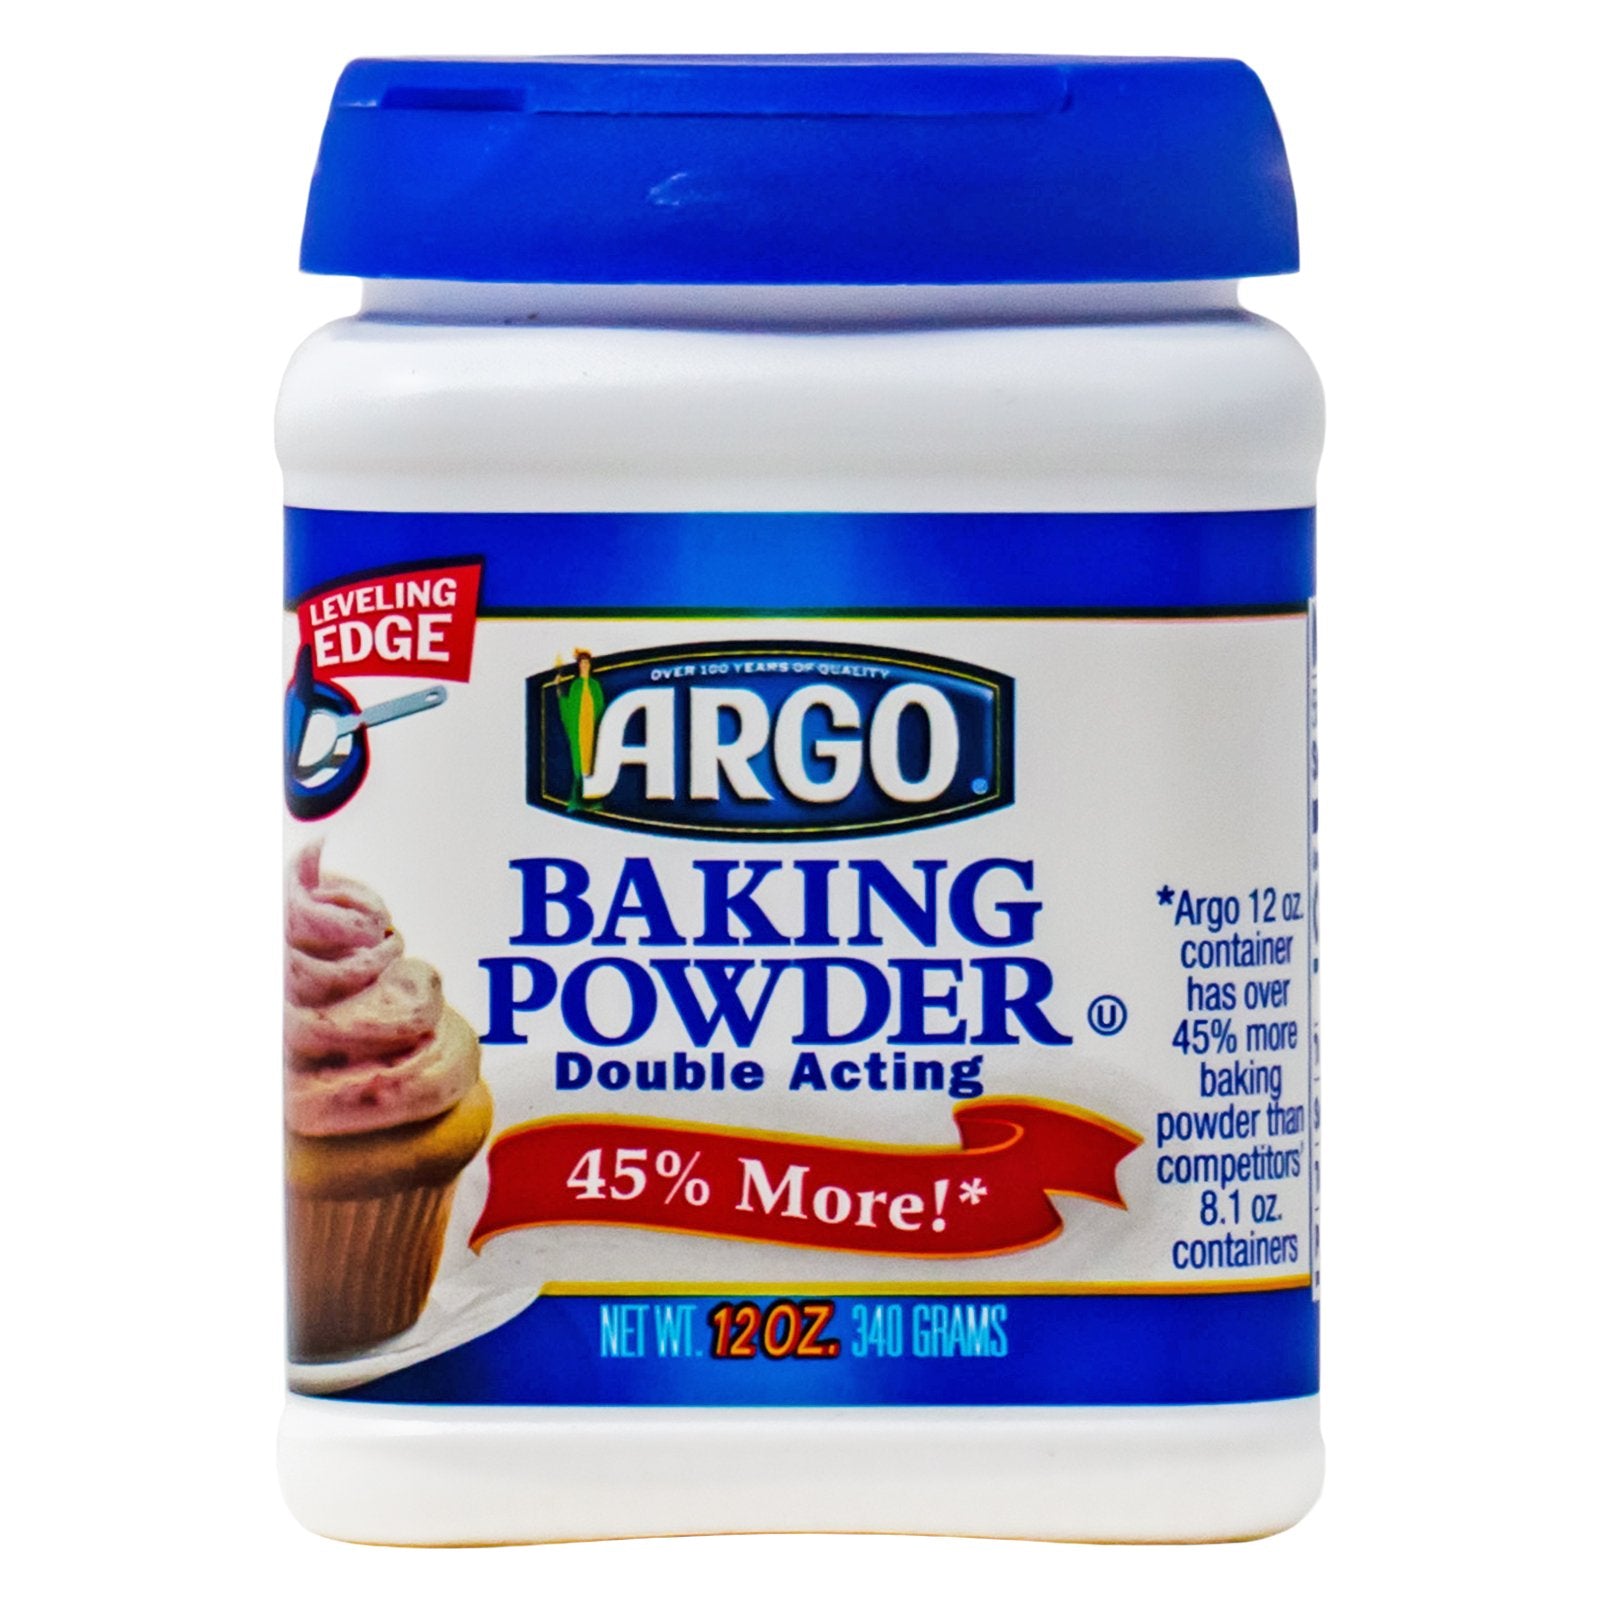 LEVELING
EDGE
OVER 100 YEARS OF QUALITY
ARGO®
BAKING
POWDER Ⓤ
Double Acting
45% More!*
*Argo 12 oz.
container
has over
45% more
baking
powder than
competitors'
8.1 oz.
containers
NET WT. 12 OZ. 340 GRAMS